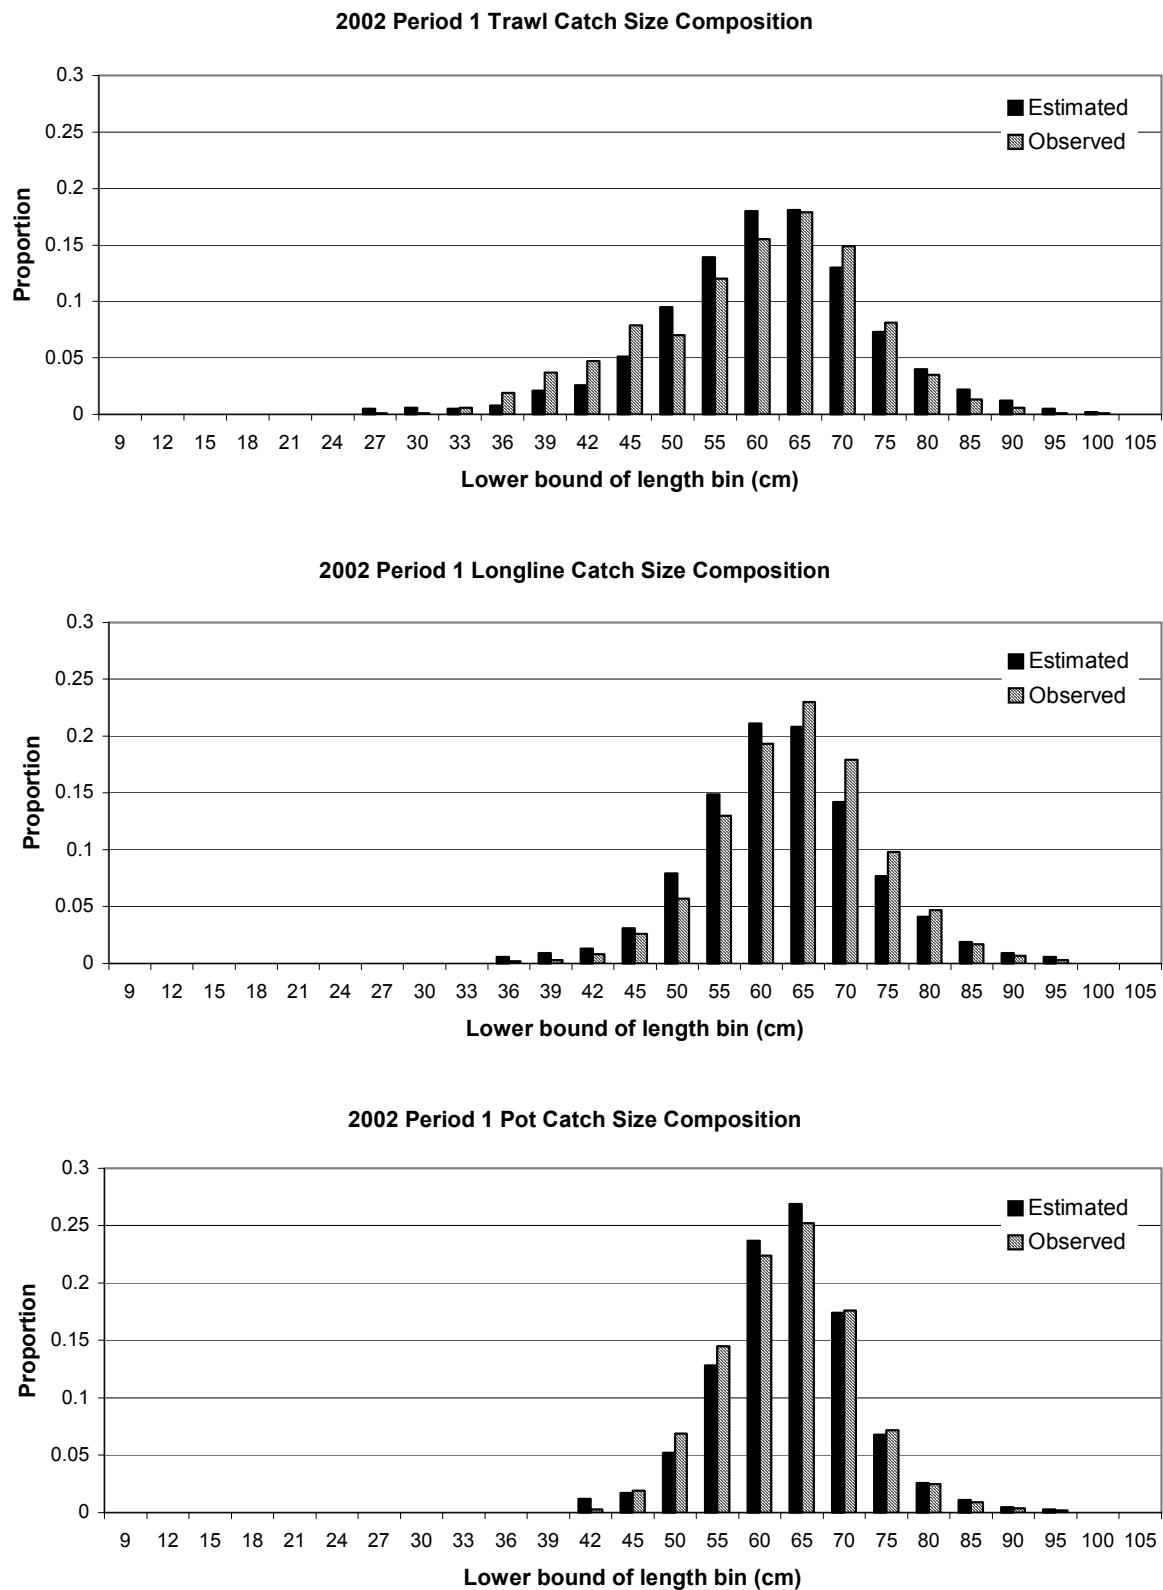 2002 Period 1 Trawl Catch Size Composition
0.3
0.25
0.2
0.15
0.1
0.05
0
Proportion
Estimated
Observed
9 12 15 18 21 24 27 30 33 36 39 42 45 50 55 60 65 70 75 80 85 90 95 100 105
Lower bound of length bin (cm)
2002 Period 1 Longline Catch Size Composition
0.3
0.25
0.2
0.15
0.1
0.05
0
Proportion
Estimated
Observed
9 12 15 18 21 24 27 30 33 36 39 42 45 50 55 60 65 70 75 80 85 90 95 100 105
Lower bound of length bin (cm)
2002 Period 1 Pot Catch Size Composition
0.3
0.25
0.2
0.15
0.1
0.05
0
Proportion
Estimated
Observed
9 12 15 18 21 24 27 30 33 36 39 42 45 50 55 60 65 70 75 80 85 90 95 100 105
Lower bound of length bin (cm)